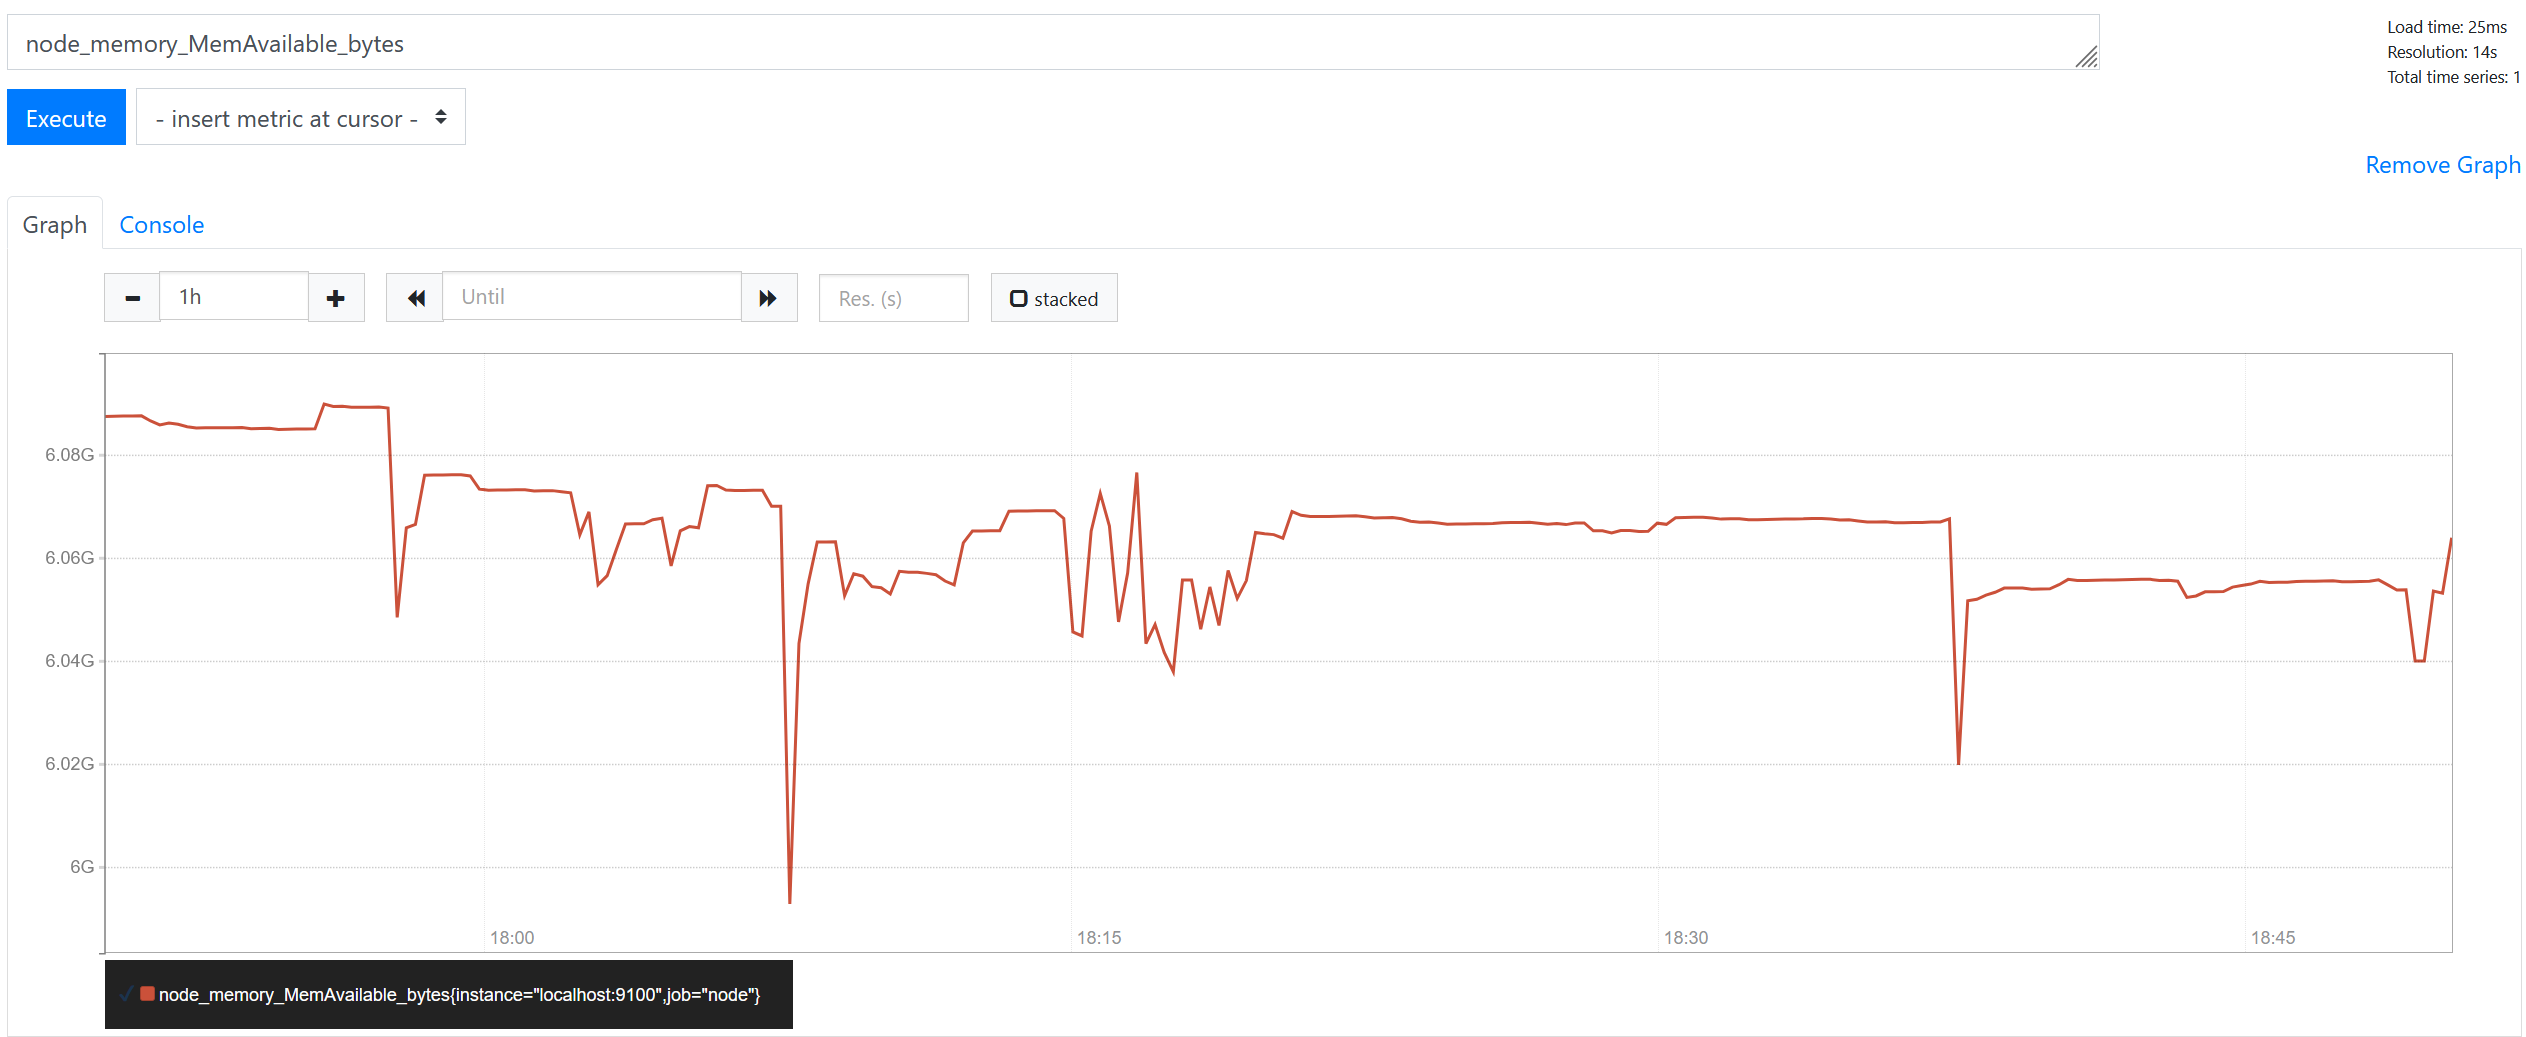 node_memory_MemAvailable_bytes
Load time: 25ms
Resolution: 14s
Total time series: 1
Execute
- insert metric at cursor -
Remove Graph
Graph
Console
1h
Until
Res. (s)
stacked
6.08G
6.06G
6.04G
6.02G
6G
18:00
18:15
18:30
18:45
node_memory_MemAvailable_bytes{instance="localhost:9100",job="node"}